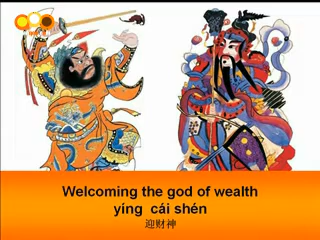 Welcoming the god of wealth
yíng cái shén
迎财神